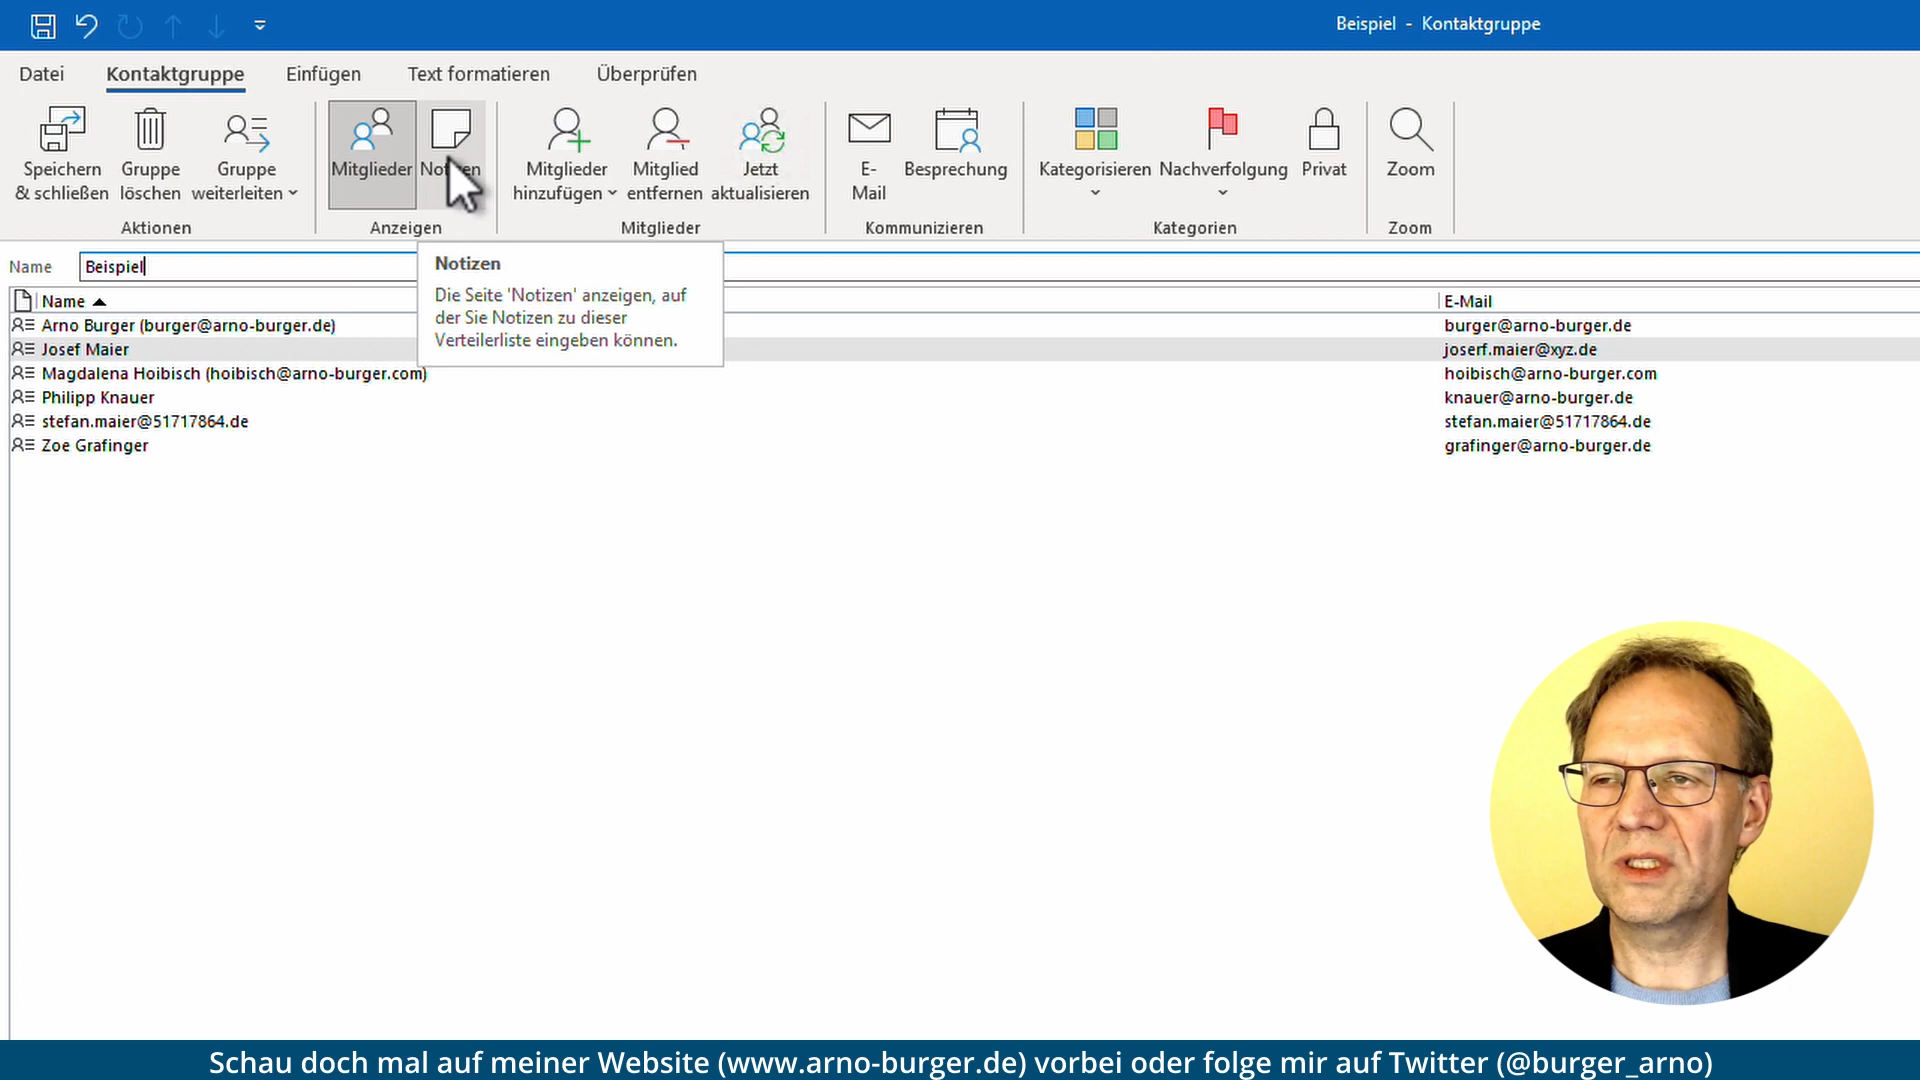 Beispiel - Kontaktgruppe
Datei Kontaktgruppe Einfügen Text formatieren Überprüfen
Speichern & schließen
Gruppe löschen
Gruppe weiterleiten
Aktionen
Mitglieder
Anzeigen
Mitglieder hinzufügen
Mitglied entfernen
Jetzt aktualisieren
Mitglieder
E-Mail
Besprechung
Kommunizieren
Kategorisieren
Nachverfolgung
Privat
Kategorien
Zoom
Zoom
Name Beispiel
Notizen
Die Seite 'Notizen' anzeigen, auf
der Sie Notizen zu dieser
Verteilerliste eingeben können.
Name E-Mail
Arno Burger (burger@arno-burger.de) burger@arno-burger.de
Josef Maier joserf.maier@xyz.de
Magdalena Hoibisch (hoibisch@arno-burger.com) hoibisch@arno-burger.com
Philipp Knauer knauer@arno-burger.de
stefan.maier@51717864.de stefan.maier@51717864.de
Zoe Grafinger grafinger@arno-burger.de
Schau doch mal auf meiner Website (www.arno-burger.de) vorbei oder folge mir auf Twitter (@burger_arno)